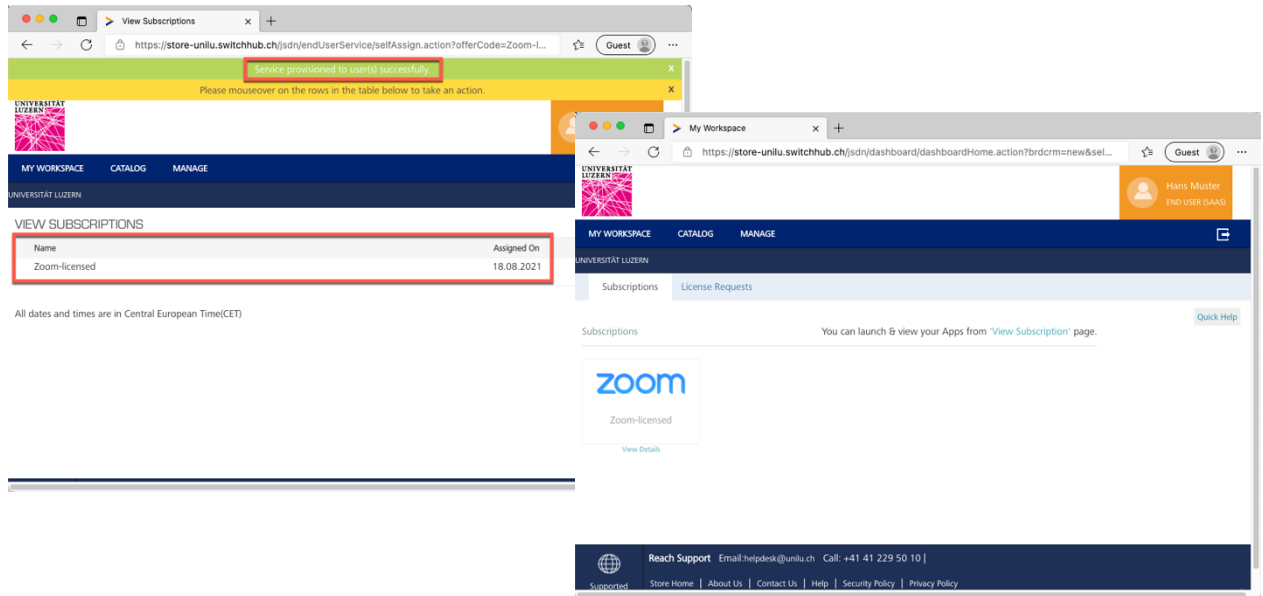 View Subscriptions
https://store-unilu.switchhub.ch/jsdn/endUserService/selfAssign.action?offerCode=Zoom-l...
Guest
Service provisioned to user(s) successfully.
X
Please mouseover on the rows in the table below to take an action.
X
UNIVERSITÄT
LUZERN
MY WORKSPACE CATALOG MANAGE
UNIVERSITÄT LUZERN
VIEW SUBSCRIPTIONS
Name Assigned On
Zoom-licensed 18.08.2021
All dates and times are in Central European Time(CET)
My Workspace
https://store-unilu.switchhub.ch/jsdn/dashboard/dashboardHome.action?brdcrm=new&sel...
Guest
UNIVERSITÄT
LUZERN
Hans Muster
END USER (SAAS)
MY WORKSPACE CATALOG MANAGE
UNIVERSITÄT LUZERN
Subscriptions License Requests
Quick Help
Subscriptions You can launch & view your Apps from 'View Subscription' page.
zoom
Zoom-licensed
View Details
Reach Support Email:helpdesk@unilu.ch Call: +41 41 229 50 10 |
Supported Store Home | About Us | Contact Us | Help | Security Policy | Privacy Policy